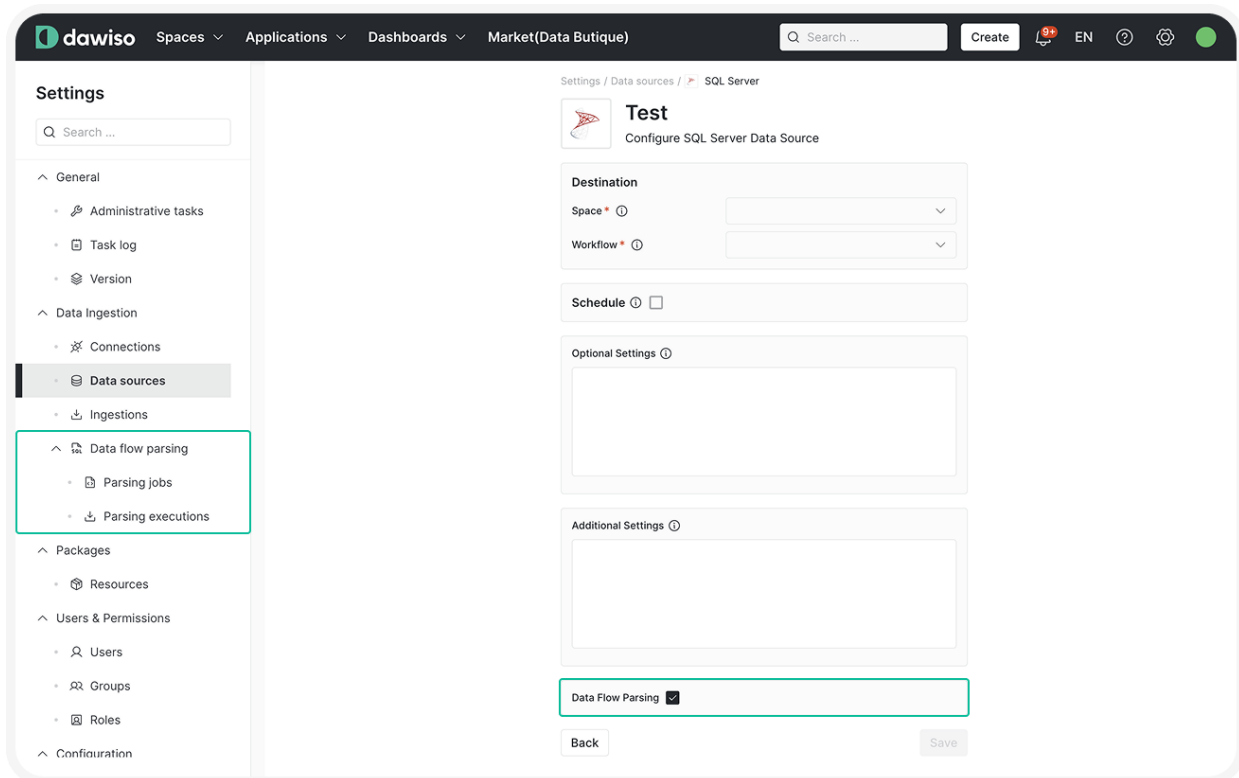 dawiso Spaces Applications Dashboards Market(Data Butique) Search ... Create 9+ EN
Settings
Search ...
General
Administrative tasks
Task log
Version
Data Ingestion
Connections
Data sources
Ingestions
Data flow parsing
Parsing jobs
Parsing executions
Packages
Resources
Users & Permissions
Users
Groups
Roles
Configuration
Settings / Data sources / SQL Server
Test
Configure SQL Server Data Source
Destination
Space *
Workflow *
Schedule
Optional Settings
Additional Settings
Data Flow Parsing
Back Save